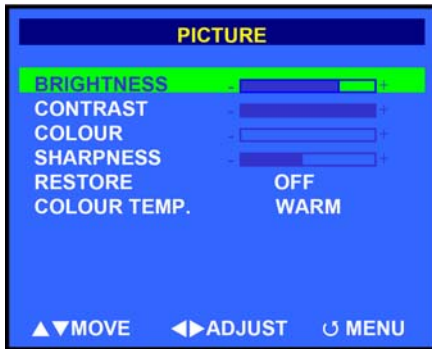 PICTURE
BRIGHTNESS - +
CONTRAST - +
COLOUR - +
SHARPNESS - +
RESTORE OFF
COLOUR TEMP. WARM
▲▼MOVE ◀▶ADJUST ↺ MENU